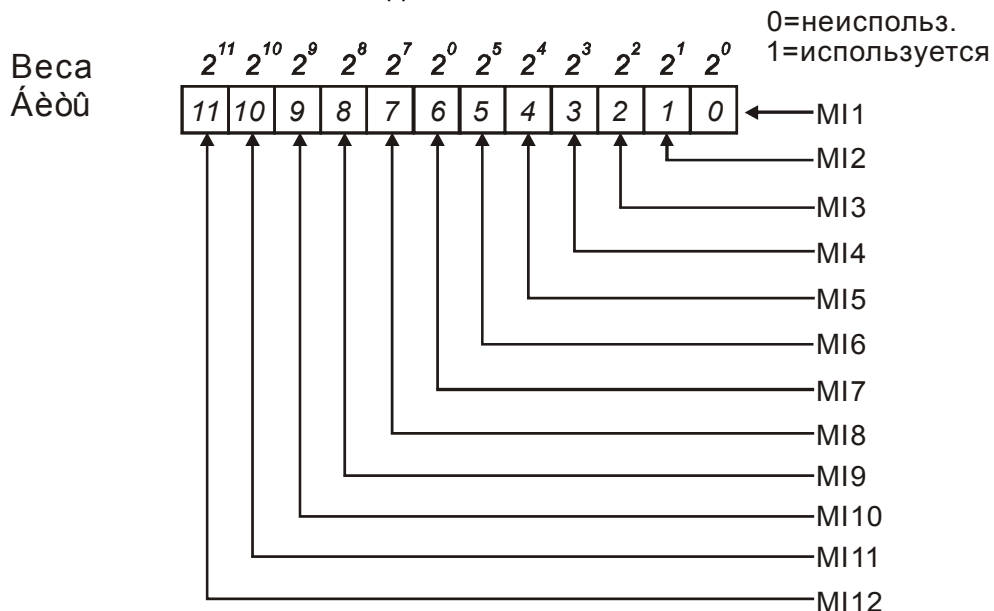 0=неиспольз.
1=используется
Веса 2¹¹ 2¹⁰ 2⁹ 2⁸ 2⁷ 2⁰ 2⁵ 2⁴ 2³ 2² 2¹ 2⁰
Áèòû 11 10 9 8 7 6 5 4 3 2 1 0
MI1
MI2
MI3
MI4
MI5
MI6
MI7
MI8
MI9
MI10
MI11
MI12